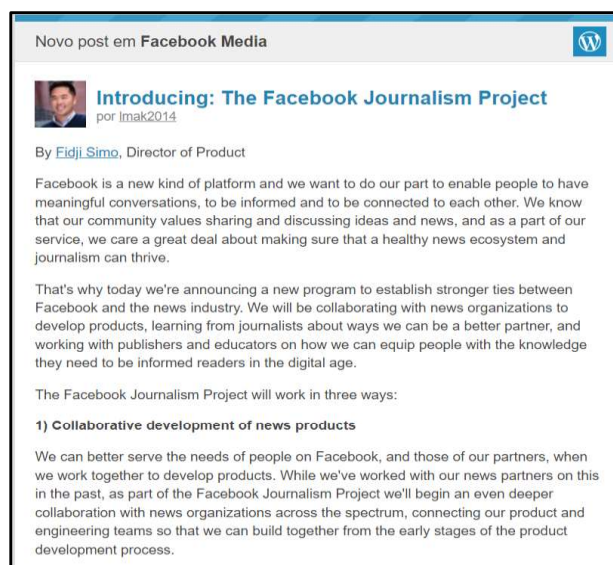 Novo post em Facebook Media
Introducing: The Facebook Journalism Project
por lmak2014
By Fidji Simo, Director of Product
Facebook is a new kind of platform and we want to do our part to enable people to have
meaningful conversations, to be informed and to be connected to each other. We know
that our community values sharing and discussing ideas and news, and as a part of our
service, we care a great deal about making sure that a healthy news ecosystem and
journalism can thrive.
That's why today we're announcing a new program to establish stronger ties between
Facebook and the news industry. We will be collaborating with news organizations to
develop products, learning from journalists about ways we can be a better partner, and
working with publishers and educators on how we can equip people with the knowledge
they need to be informed readers in the digital age.
The Facebook Journalism Project will work in three ways:
1) Collaborative development of news products
We can better serve the needs of people on Facebook, and those of our partners, when
we work together to develop products. While we've worked with our news partners on this
in the past, as part of the Facebook Journalism Project we'll begin an even deeper
collaboration with news organizations across the spectrum, connecting our product and
engineering teams so that we can build together from the early stages of the product
development process.